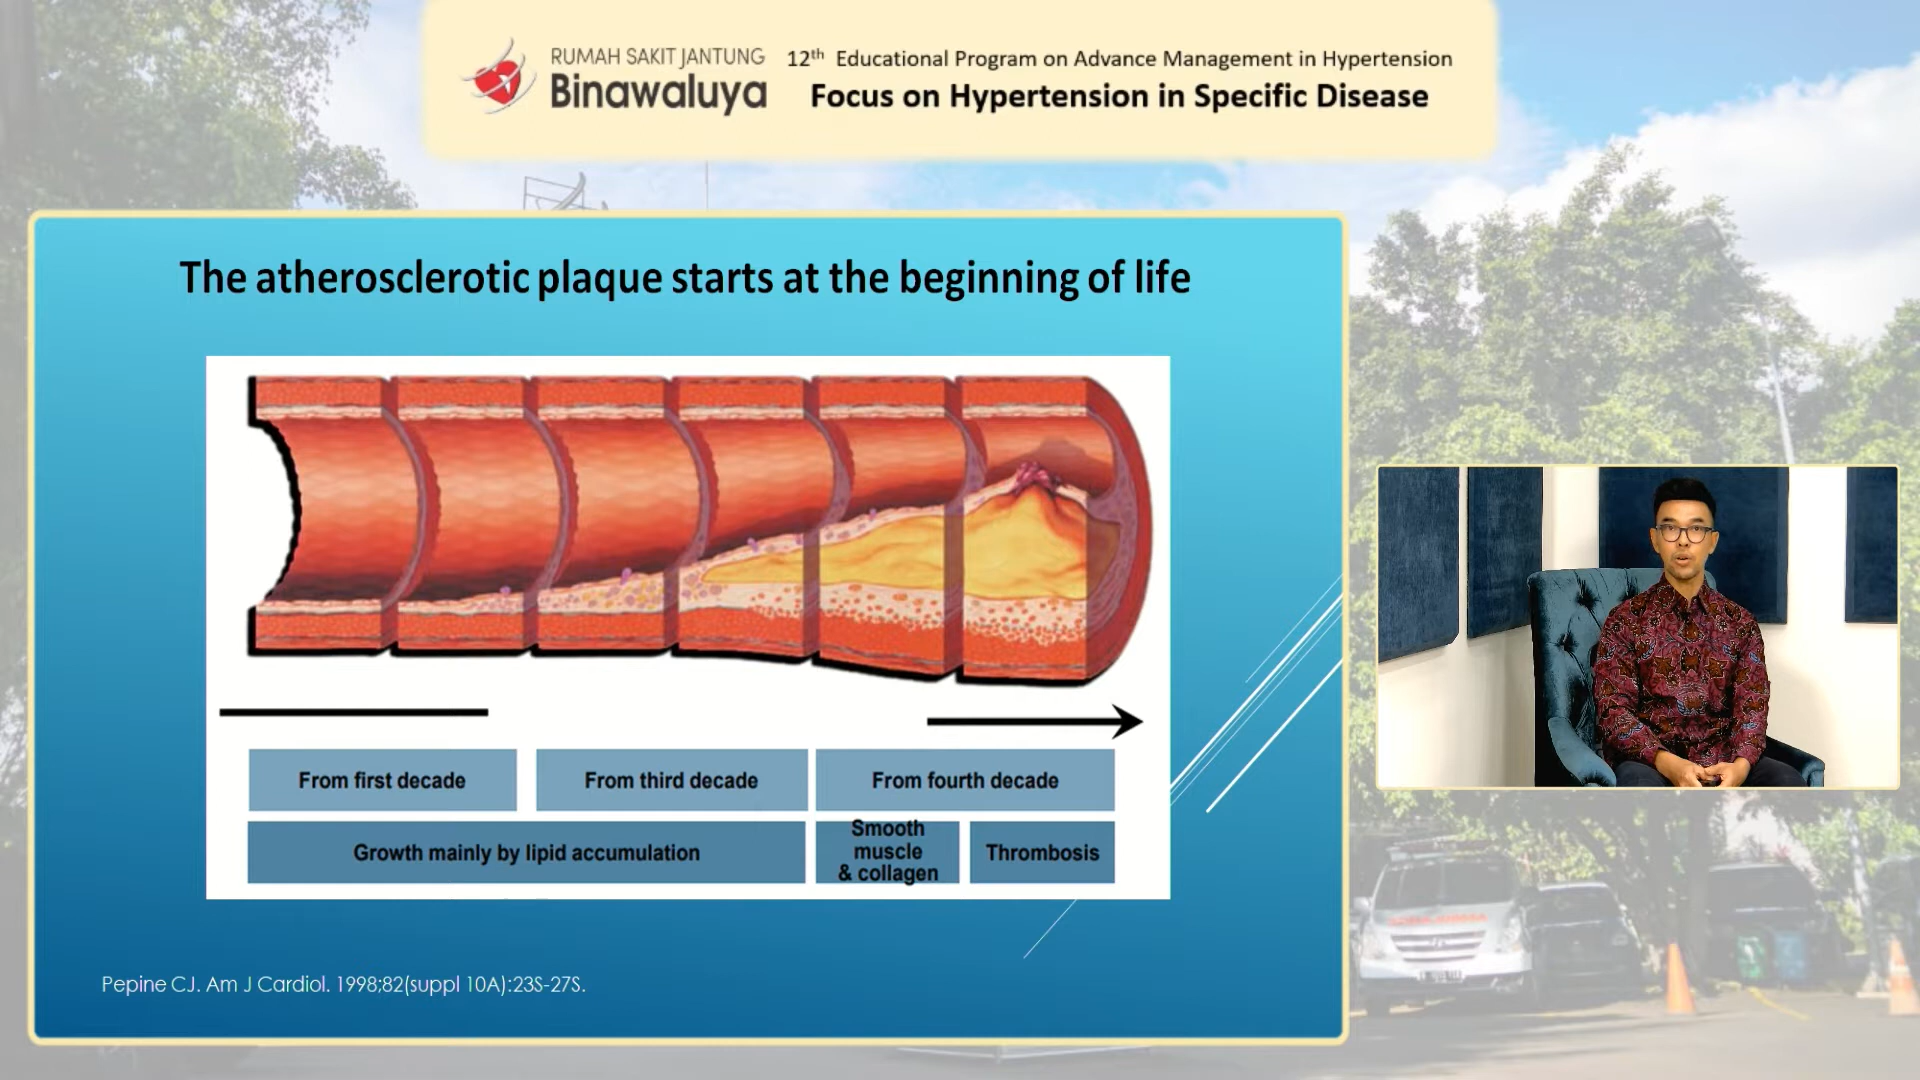 RUMAH SAKIT JANTUNG
Binawaluya
12th Educational Program on Advance Management in Hypertension
Focus on Hypertension in Specific Disease
The atherosclerotic plaque starts at the beginning of life
From first decade
From third decade
From fourth decade
Growth mainly by lipid accumulation
Smooth
muscle
& collagen
Thrombosis
Pepine CJ. Am J Cardiol. 1998;82(suppl 10A):23S-27S.